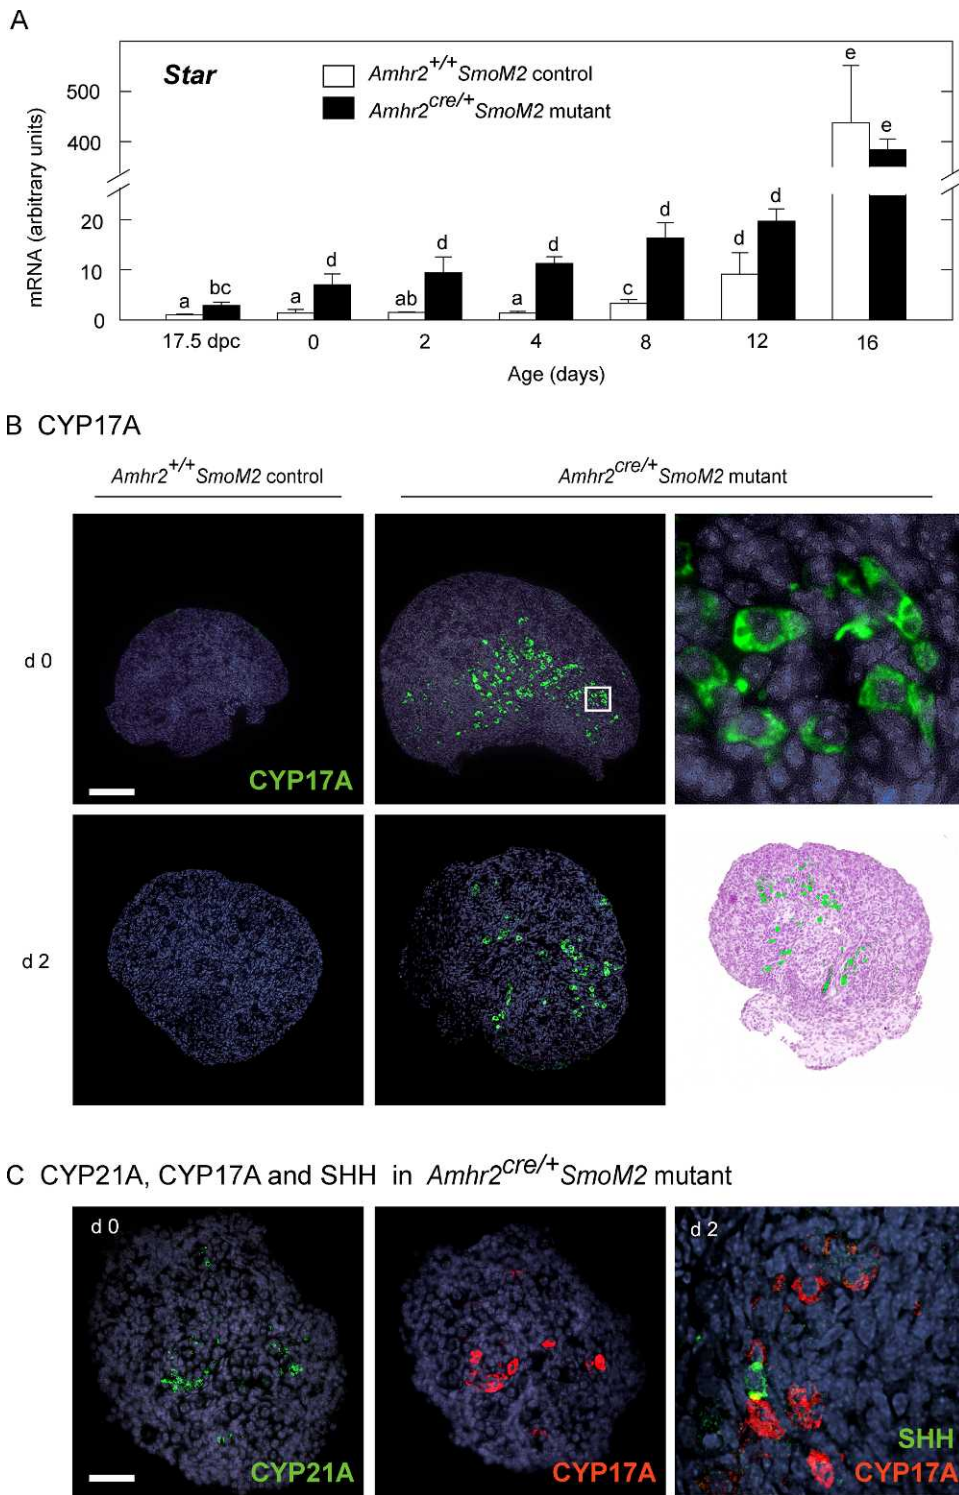 A
Star
Amhr2+/+SmoM2 control
Amhr2cre/+SmoM2 mutant
mRNA (arbitrary units)
500
400
20
10
0
a bc a d ab d a d c d d d e e
17.5 dpc 0 2 4 8 12 16
Age (days)
B CYP17A
Amhr2+/+SmoM2 control Amhr2cre/+SmoM2 mutant
d 0
CYP17A
d 2
C CYP21A, CYP17A and SHH in Amhr2cre/+SmoM2 mutant
d 0 d 2
CYP21A CYP17A SHH
CYP17A